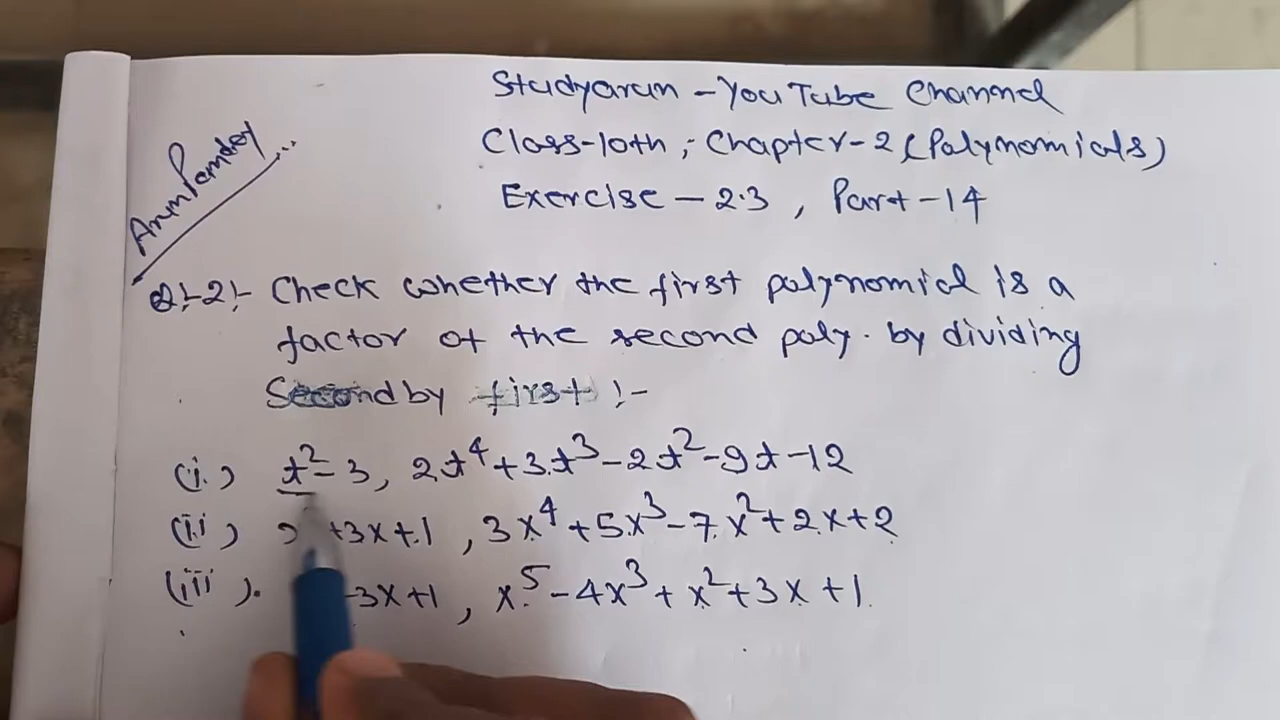 Studyarun - YouTube Channel
Class-10th, Chapter-2 (Polynomials)
Exercise - 2.3 , Part - 14
Arun Pandey...
Q:-2:- Check whether the first polynomial is a
factor of the second poly. by dividing
Second by first :-
(i.) t²-3, 2t⁴+3t³-2t²-9t-12
(ii) +3x+1, 3x⁴+5x³-7x²+2x+2
(iii). -3x+1, x⁵-4x³+x²+3x+1.